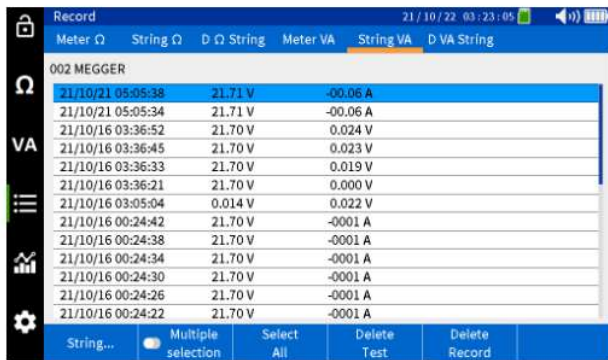 Record 21/10/22 03:23:05
Meter Ω String Ω D Ω String Meter VA String VA D VA String
002 MEGGER
21/10/21 05:05:38 21.71 V -00.06 A
21/10/21 05:05:34 21.71 V -00.06 A
21/10/16 03:36:52 21.70 V 0.024 V
21/10/16 03:36:45 21.70 V 0.023 V
21/10/16 03:36:33 21.70 V 0.019 V
21/10/16 03:36:21 21.70 V 0.000 V
21/10/16 03:05:04 0.014 V 0.022 V
21/10/16 00:24:42 21.70 V -0001 A
21/10/16 00:24:38 21.70 V -0001 A
21/10/16 00:24:34 21.70 V -0001 A
21/10/16 00:24:30 21.70 V -0001 A
21/10/16 00:24:26 21.70 V -0001 A
21/10/16 00:24:22 21.70 V -0001 A
Ω
VA
String... Multiple selection Select All Delete Test Delete Record